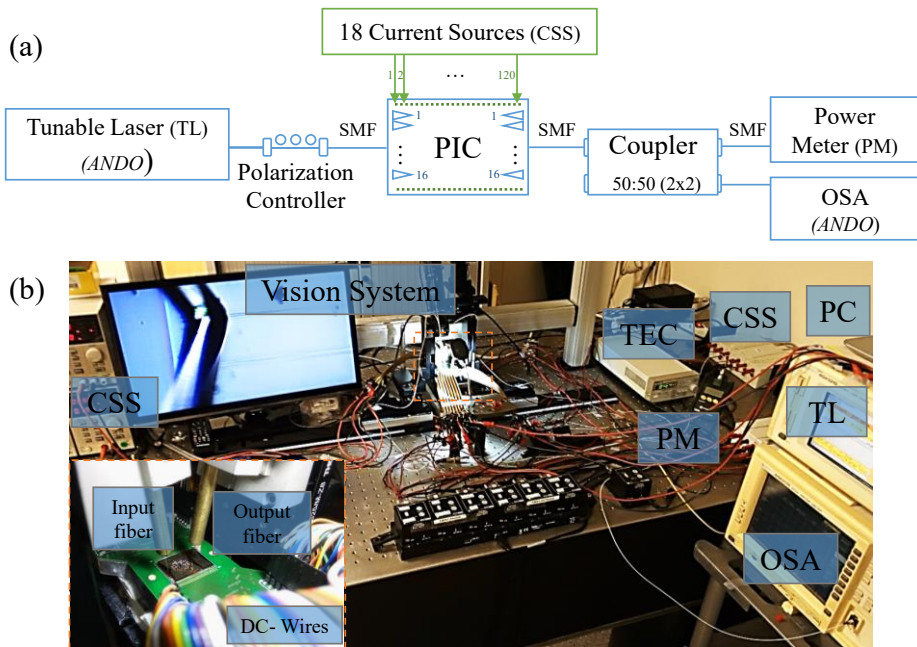 (a)
18 Current Sources (CSS)
1 2 ... 120
Tunable Laser (TL)
(ANDO)
Polarization
Controller
SMF
1
16
PIC
1
16
SMF
Coupler
50:50 (2x2)
SMF
Power
Meter (PM)
OSA
(ANDO)
(b)
Vision System
CSS
TEC
CSS
PC
TL
PM
OSA
Input
fiber
Output
fiber
DC- Wires